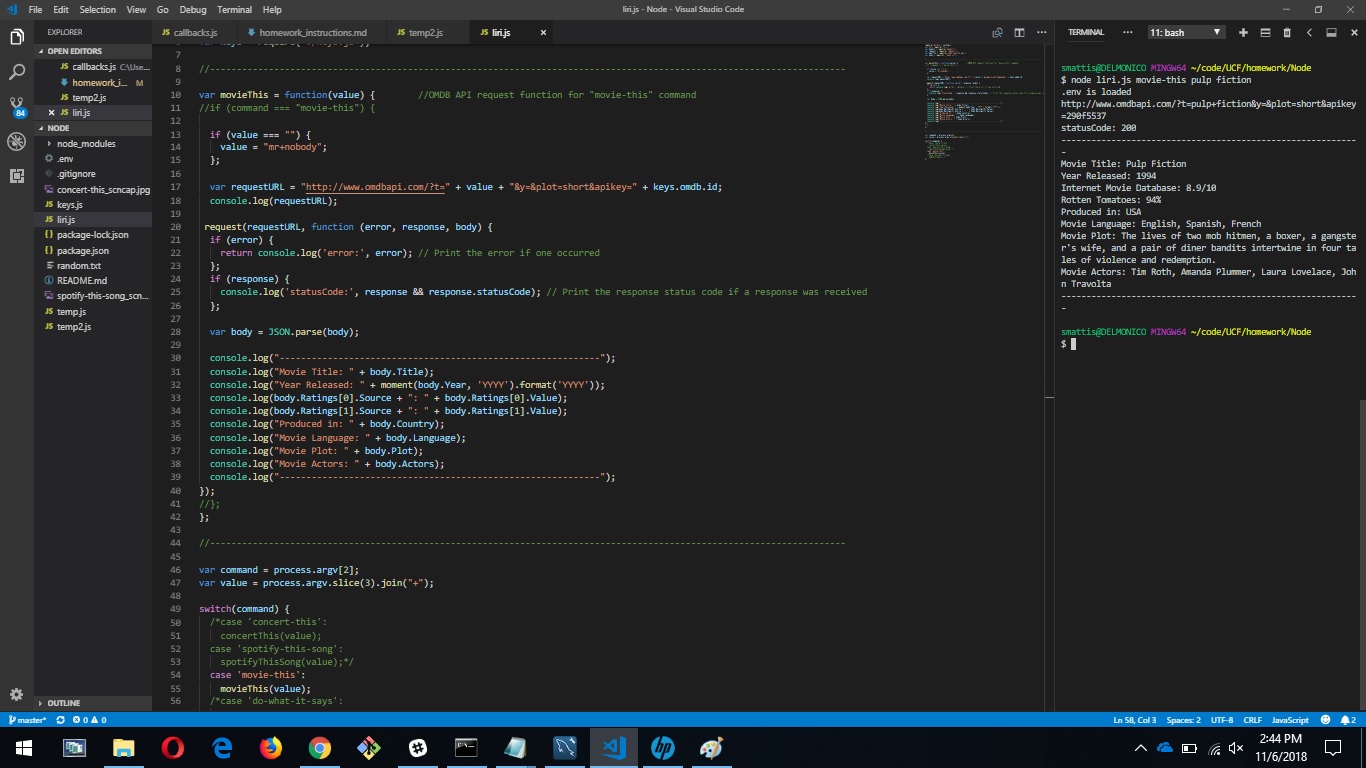 File Edit Selection View Go Debug Terminal Help
liri.js - Node - Visual Studio Code
EXPLORER
OPEN EDITORS
JS callbacks.js C:\Use...
homework_i... M
JS temp2.js
JS liri.js
NODE
node_modules
.env
.gitignore
concert-this_scncap.jpg
JS keys.js
JS liri.js
{} package-lock.json
{} package.json
random.txt
README.md
spotify-this-song_scn...
JS temp.js
JS temp2.js
OUTLINE
84
JS callbacks.js
homework_instructions.md
JS temp2.js
JS liri.js
7
8 //------------------------------------------------------------------------------------------------------------------------
9
10 var movieThis = function(value) { //OMDB API request function for "movie-this" command
11 //if (command === "movie-this") {
12
13 if (value === "") {
14 value = "mr+nobody";
15 };
16
17 var requestURL = "http://www.omdbapi.com/?t=" + value + "&y=&plot=short&apikey=" + keys.omdb.id;
18 console.log(requestURL);
19
20 request(requestURL, function (error, response, body) {
21 if (error) {
22 return console.log('error:', error); // Print the error if one occurred
23 };
24 if (response) {
25 console.log('statusCode:', response && response.statusCode); // Print the response status code if a response was received
26 };
27
28 var body = JSON.parse(body);
29
30 console.log("------------------------------------------------------------");
31 console.log("Movie Title: " + body.Title);
32 console.log("Year Released: " + moment(body.Year, 'YYYY').format('YYYY'));
33 console.log(body.Ratings[0].Source + ": " + body.Ratings[0].Value);
34 console.log(body.Ratings[1].Source + ": " + body.Ratings[1].Value);
35 console.log("Produced in: " + body.Country);
36 console.log("Movie Language: " + body.Language);
37 console.log("Movie Plot: " + body.Plot);
38 console.log("Movie Actors: " + body.Actors);
39 console.log("------------------------------------------------------------");
40 });
41 //};
42 };
43
44 //------------------------------------------------------------------------------------------------------------------------
45
46 var command = process.argv[2];
47 var value = process.argv.slice(3).join("+");
48
49 switch(command) {
50 /*case 'concert-this':
51 concertThis(value);
52 case 'spotify-this-song':
53 spotifyThisSong(value);*/
54 case 'movie-this':
55 movieThis(value);
56 /*case 'do-what-it-says':
TERMINAL
11: bash
smattis@DELMONICO MINGW64 ~/code/UCF/homework/Node
$ node liri.js movie-this pulp fiction
.env is loaded
http://www.omdbapi.com/?t=pulp+fiction&y=&plot=short&apikey
=290f5537
statusCode: 200
-----------------------------------------------------------
-
Movie Title: Pulp Fiction
Year Released: 1994
Internet Movie Database: 8.9/10
Rotten Tomatoes: 94%
Produced in: USA
Movie Language: English, Spanish, French
Movie Plot: The lives of two mob hitmen, a boxer, a gangste
r's wife, and a pair of diner bandits intertwine in four ta
les of violence and redemption.
Movie Actors: Tim Roth, Amanda Plummer, Laura Lovelace, Joh
n Travolta
-----------------------------------------------------------
-
smattis@DELMONICO MINGW64 ~/code/UCF/homework/Node
$
master* 0 0
Ln 58, Col 3 Spaces: 2 UTF-8 CRLF JavaScript 2
2:44 PM
11/6/2018